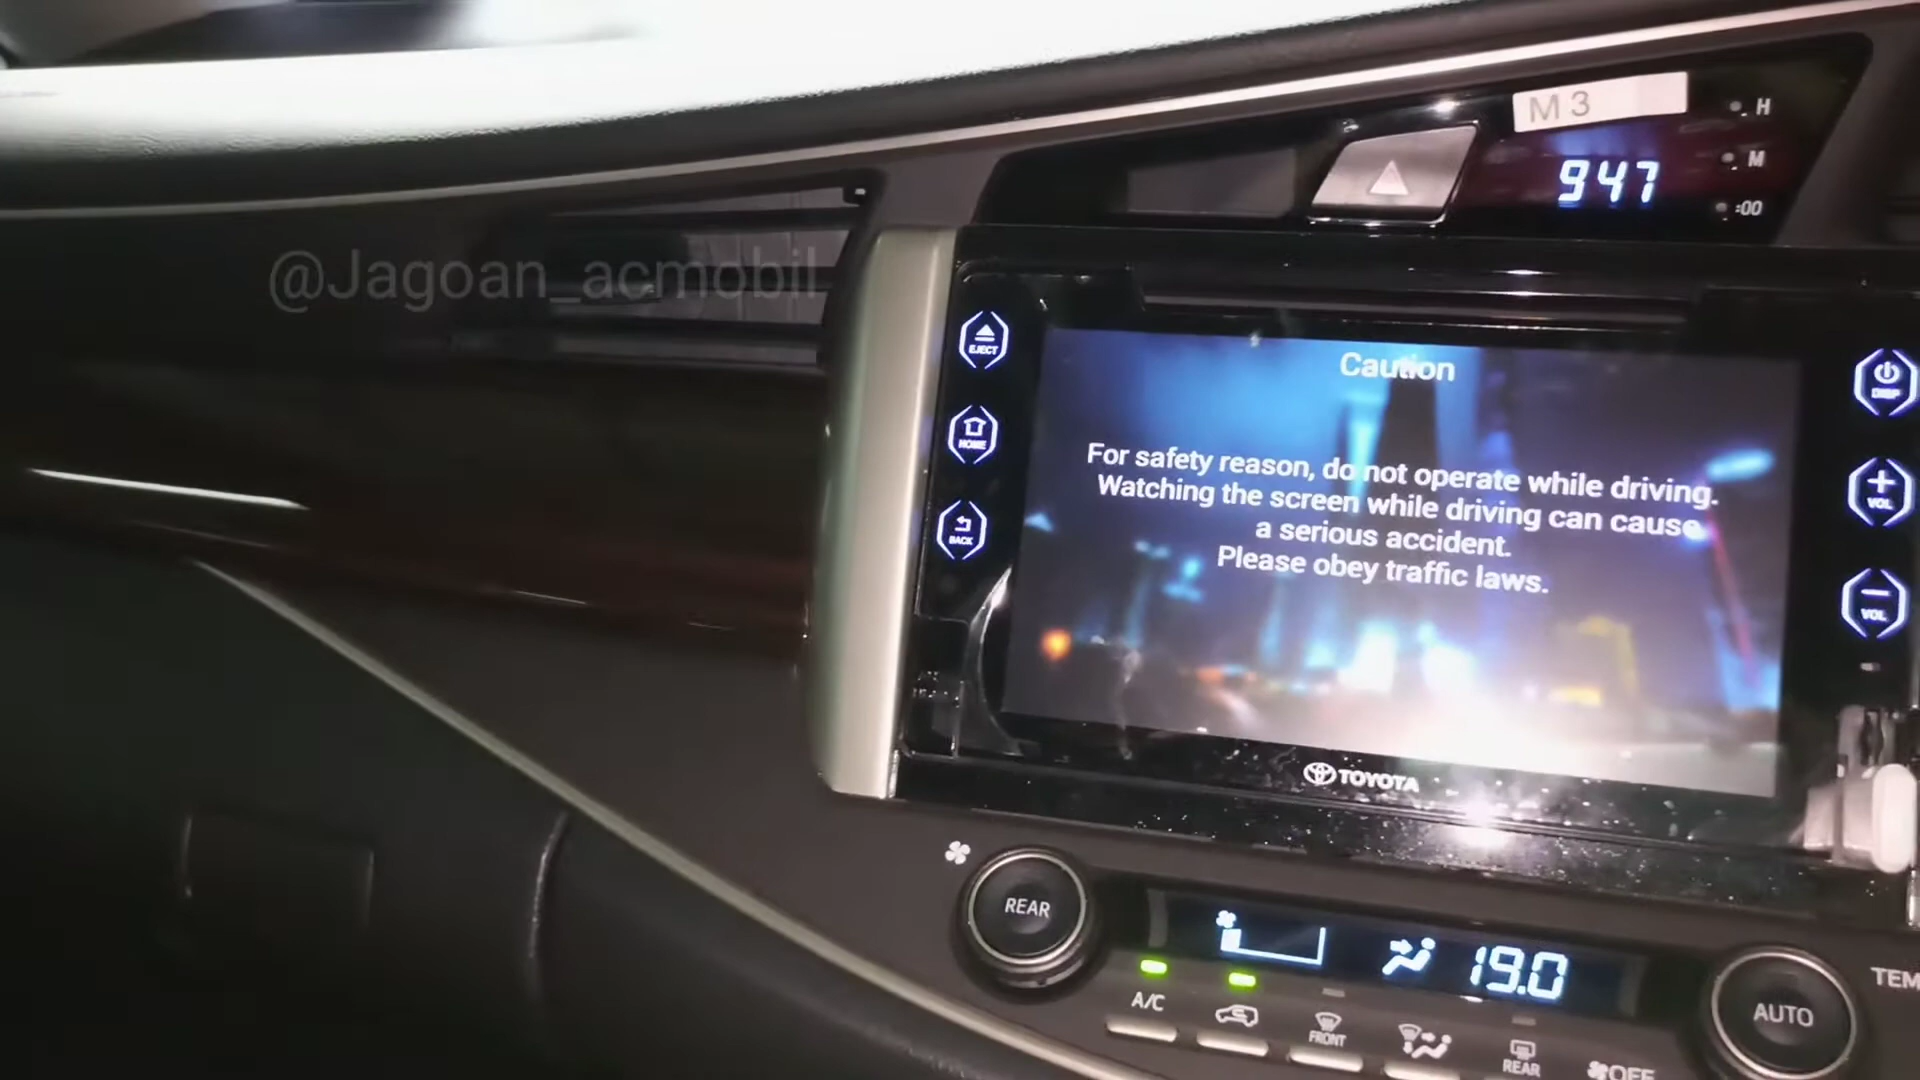 M3
H
947
M
:00
@Jagoan_acmobil
EJECT
Caution
DISP
HOME
For safety reason, do not operate while driving.
Watching the screen while driving can cause
a serious accident.
Please obey traffic laws.
VOL
BACK
VOL
TOYOTA
REAR
19.0
TEM
A/C
AUTO
FRONT
REAR
OFF